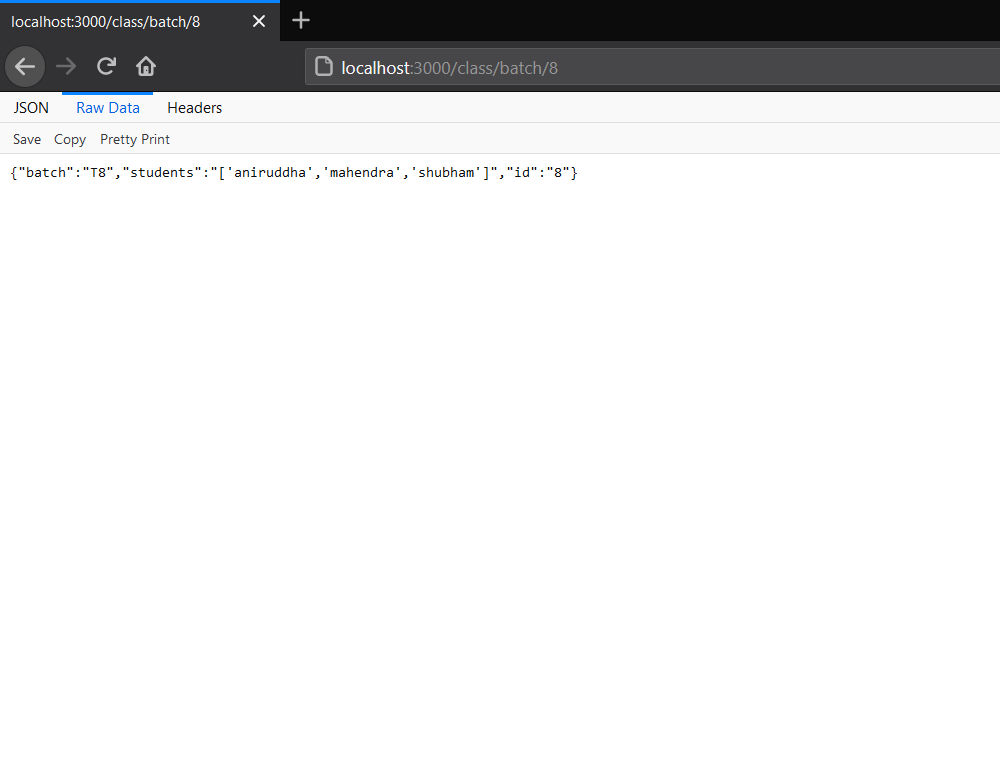 localhost:3000/class/batch/8
localhost:3000/class/batch/8
JSON Raw Data Headers
Save Copy Pretty Print
{"batch":"T8","students":"['aniruddha','mahendra','shubham']","id":"8"}